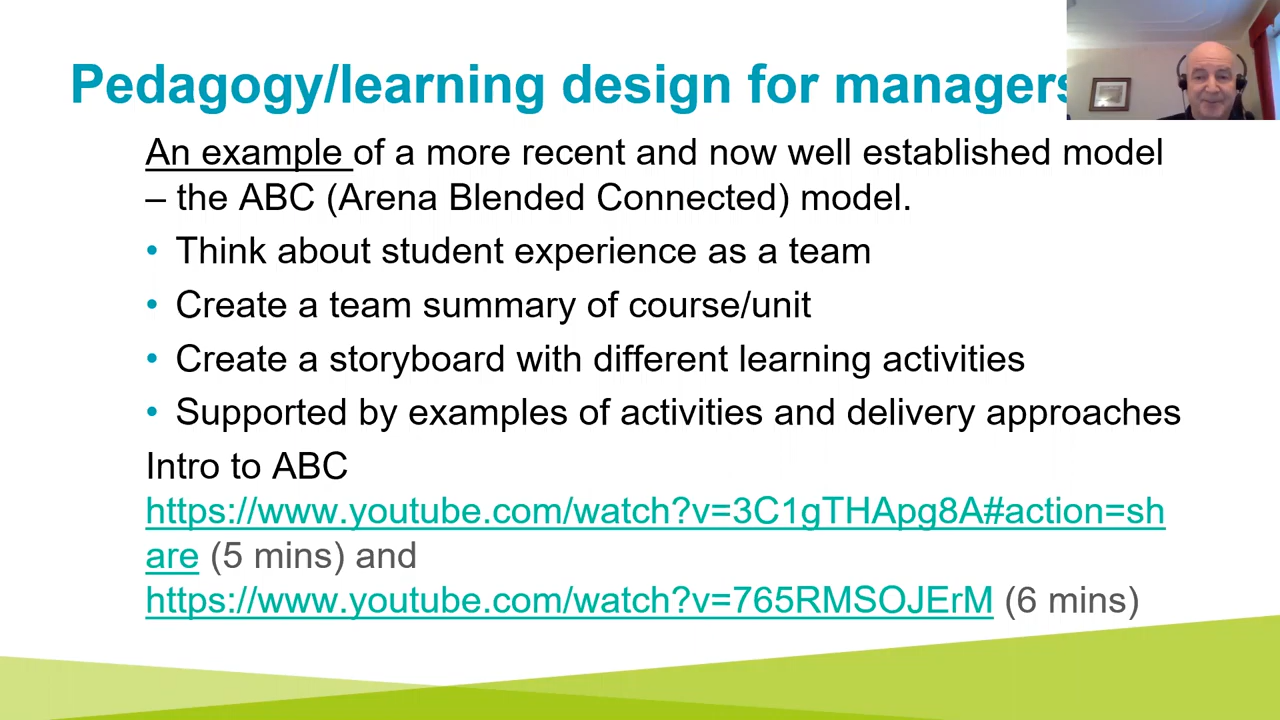 Pedagogy/learning design for managers
An example of a more recent and now well established model
– the ABC (Arena Blended Connected) model.
• Think about student experience as a team
• Create a team summary of course/unit
• Create a storyboard with different learning activities
• Supported by examples of activities and delivery approaches
Intro to ABC
https://www.youtube.com/watch?v=3C1gTHApg8A#action=sh
are (5 mins) and
https://www.youtube.com/watch?v=765RMSOJErM (6 mins)